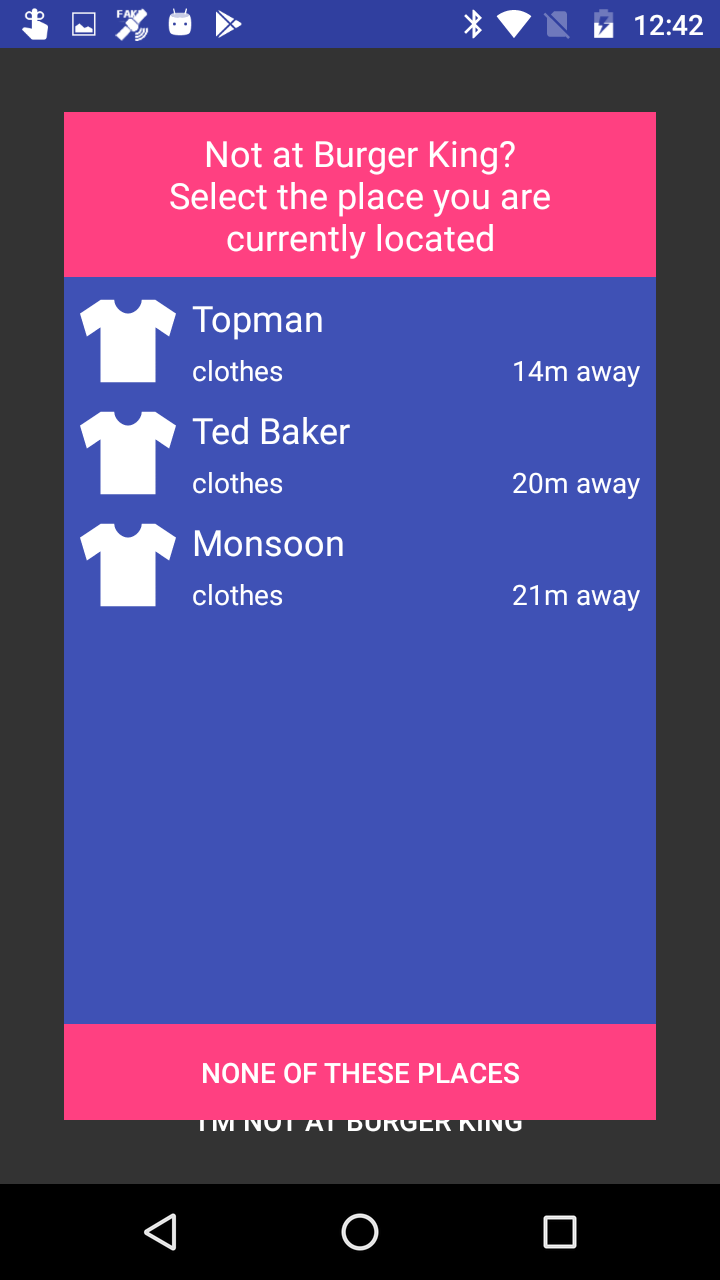 FAKE
12:42
Not at Burger King?
Select the place you are
currently located
Topman
clothes 14m away
Ted Baker
clothes 20m away
Monsoon
clothes 21m away
NONE OF THESE PLACES
I'M NOT AT BURGER KING